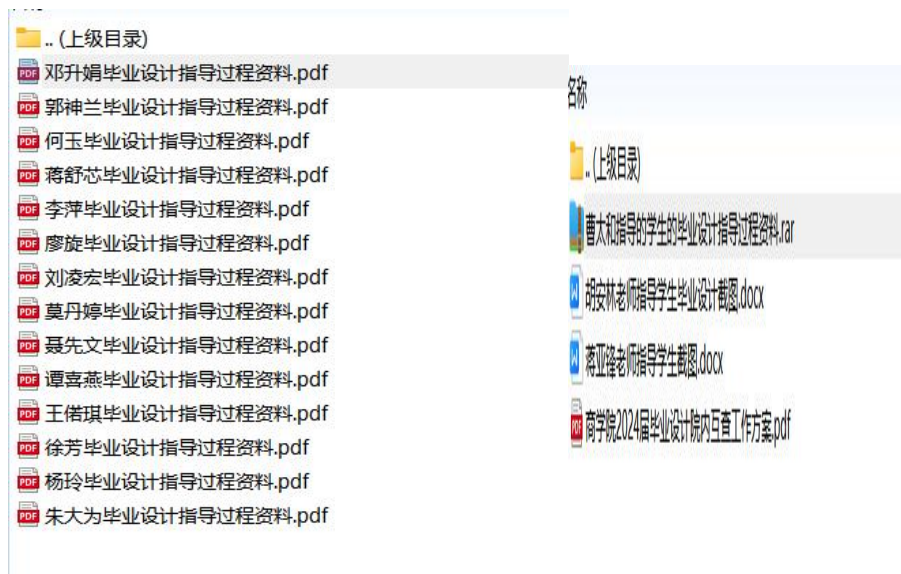 .. (上级目录)
邓升娟毕业设计指导过程资料.pdf
郭神兰毕业设计指导过程资料.pdf
何玉毕业设计指导过程资料.pdf
蒋舒芯毕业设计指导过程资料.pdf
李萍毕业设计指导过程资料.pdf
廖旋毕业设计指导过程资料.pdf
刘凌宏毕业设计指导过程资料.pdf
莫丹婷毕业设计指导过程资料.pdf
聂先文毕业设计指导过程资料.pdf
谭喜燕毕业设计指导过程资料.pdf
王偌琪毕业设计指导过程资料.pdf
徐芳毕业设计指导过程资料.pdf
杨玲毕业设计指导过程资料.pdf
朱大为毕业设计指导过程资料.pdf
名称
.. (上级目录)
曹太和指导的学生的毕业设计指导过程资料.rar
胡安林老师指导学生毕业设计截图.docx
蒋亚锋老师指导学生截图.docx
商学院2024届毕业设计院内互查工作方案.pdf